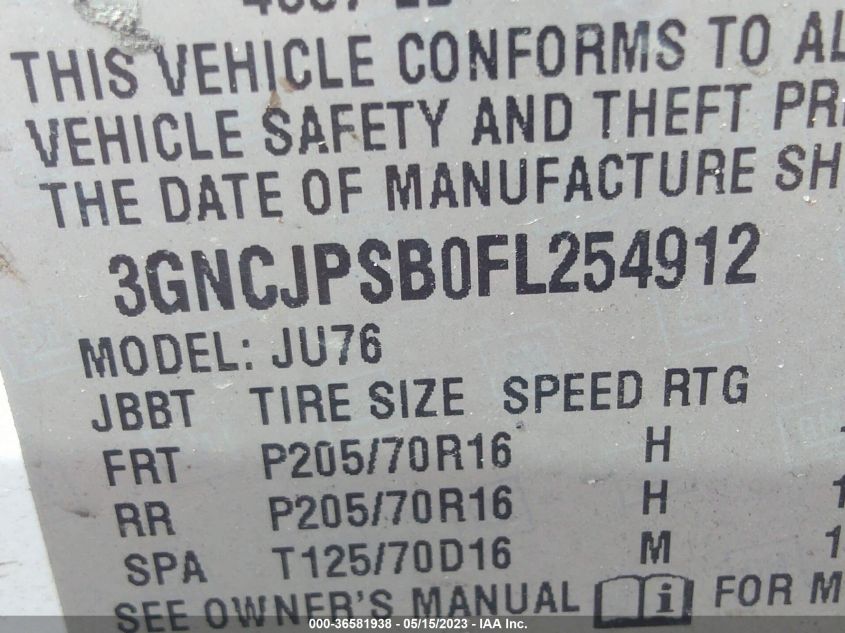 THIS VEHICLE CONFORMS TO AL
VEHICLE SAFETY AND THEFT PR
THE DATE OF MANUFACTURE SH
3GNCJPSB0FL254912
MODEL: JU76
JBBT TIRE SIZE SPEED RTG
FRT P205/70R16 H
RR P205/70R16 H 1
SPA T125/70D16 M 1
SEE OWNER'S MANUAL i FOR M
000-36581938 - 05/15/2023 - IAA Inc.